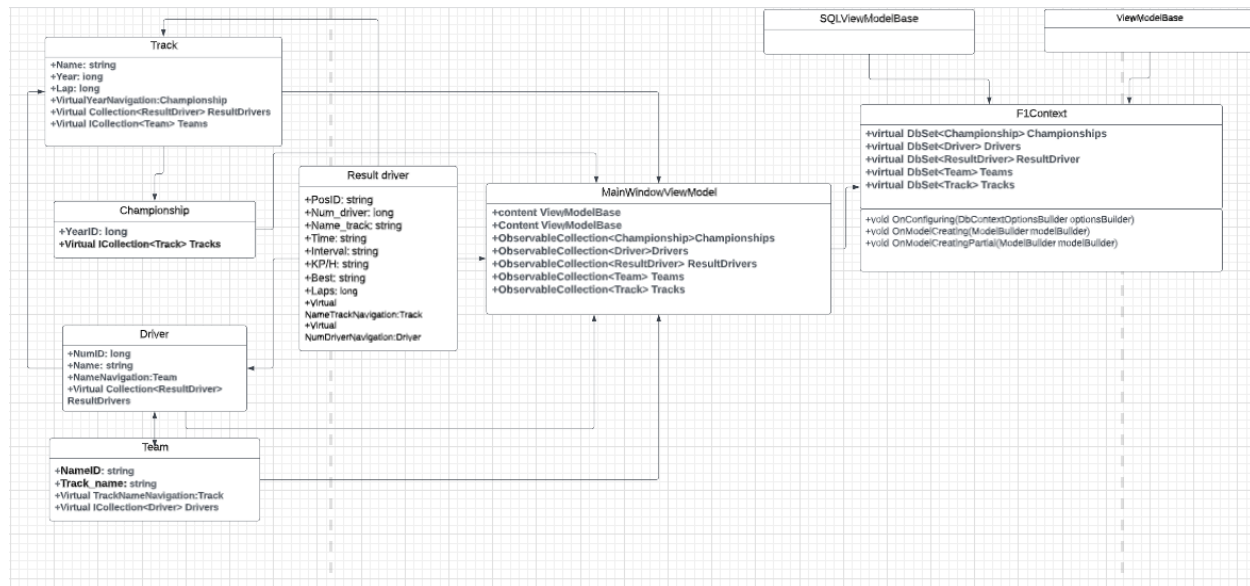 SQLViewModelBase
ViewModelBase
Track
+Name: string
+Year: long
+Lap: long
+VirtualYearNavigation:Championship
+Virtual Collection<ResultDriver> ResultDrivers
+Virtual ICollection<Team> Teams
F1Context
+virtual DbSet<Championship> Championships
+virtual DbSet<Driver> Drivers
+virtual DbSet<ResultDriver> ResultDriver
+virtual DbSet<Team> Teams
+virtual DbSet<Track> Tracks
+void OnConfiguring(DbContextOptionsBuilder optionsBuilder)
+void OnModelCreating(ModelBuilder modelBuilder)
+void OnModelCreatingPartial(ModelBuilder modelBuilder)
Result driver
+PosID: string
+Num_driver: long
+Name_track: string
+Time: string
+Interval: string
+KP/H: string
+Best: string
+Laps: long
+Virtual
NameTrackNavigation:Track
+Virtual
NumDriverNavigation:Driver
MainWindowViewModel
+content ViewModelBase
+Content ViewModelBase
+ObservableCollection<Championship>Championships
+ObservableCollection<Driver>Drivers
+ObservableCollection<ResultDriver> ResultDrivers
+ObservableCollection<Team> Teams
+ObservableCollection<Track> Tracks
Championship
+YearID: long
+Virtual ICollection<Track> Tracks
Driver
+NumID: long
+Name: string
+NameNavigation:Team
+Virtual Collection<ResultDriver>
ResultDrivers
Team
+NameID: string
+Track_name: string
+Virtual TrackNameNavigation:Track
+Virtual ICollection<Driver> Drivers